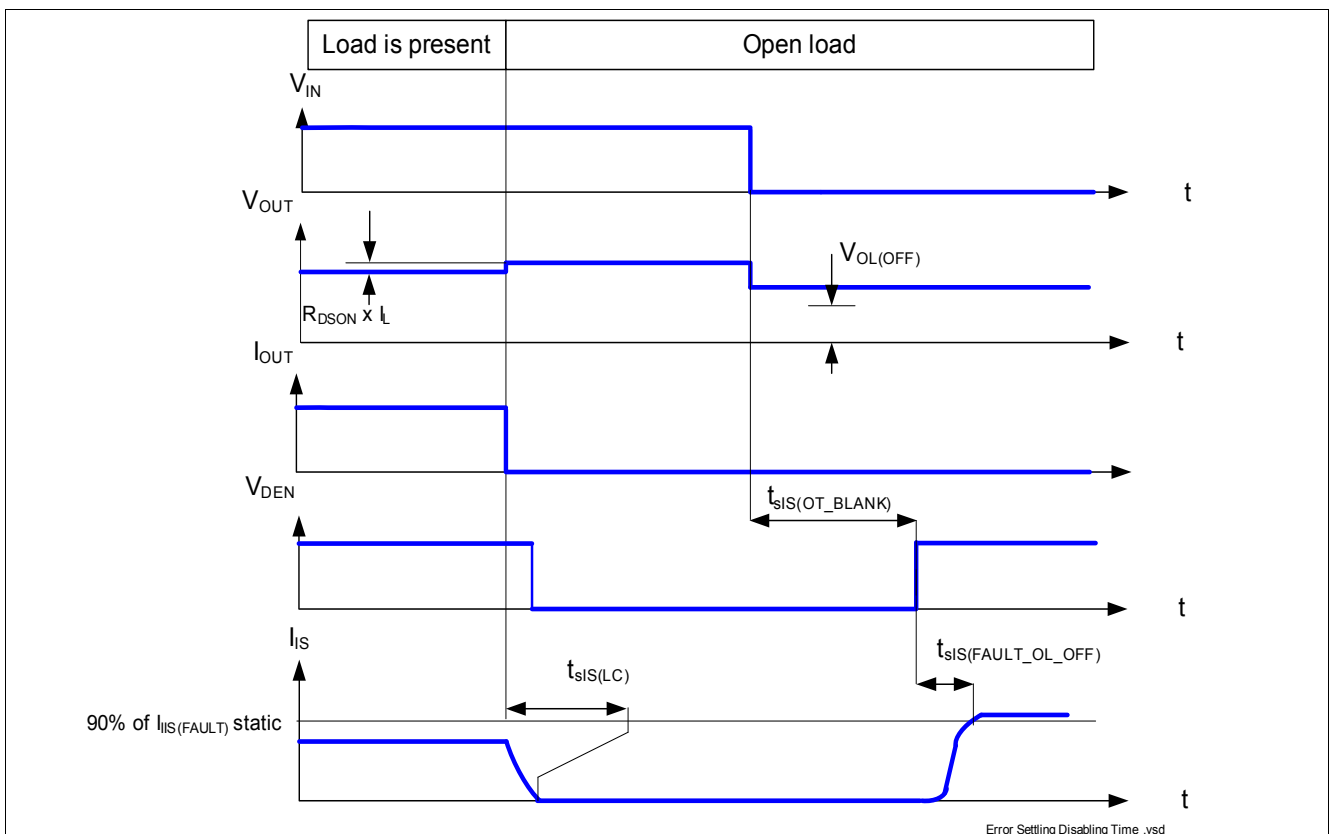 Load is present
Open load
VIN
t
VOUT
VOL(OFF)
RDSON x IL
t
IOUT
VDEN
tsIS(OT_BLANK)
t
IIS
tsIS(LC)
tsIS(FAULT_OL_OFF)
90% of IIIS(FAULT) static
t
Error Settling Disabling Time .vsd